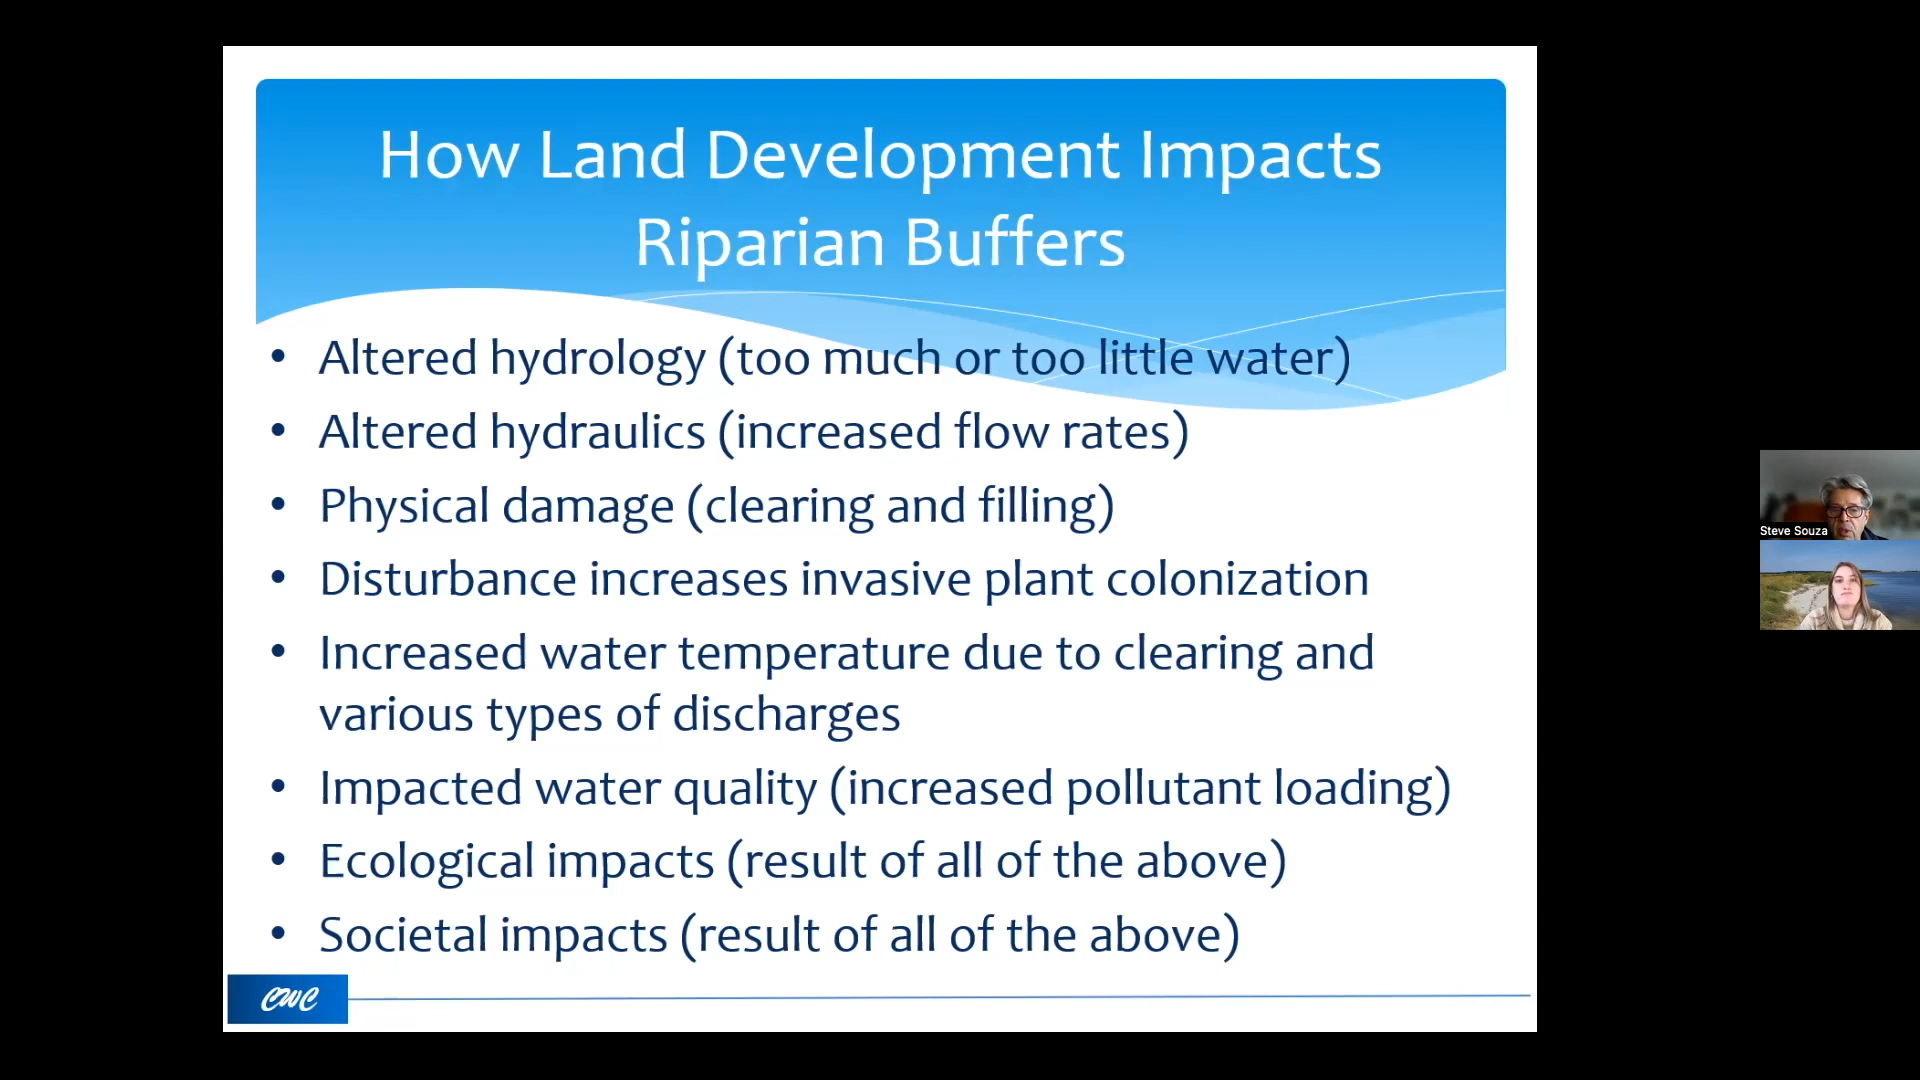 How Land Development Impacts
Riparian Buffers
• Altered hydrology (too much or too little water)
• Altered hydraulics (increased flow rates)
• Physical damage (clearing and filling)
• Disturbance increases invasive plant colonization
• Increased water temperature due to clearing and
various types of discharges
• Impacted water quality (increased pollutant loading)
• Ecological impacts (result of all of the above)
• Societal impacts (result of all of the above)
CWC
Steve Souza